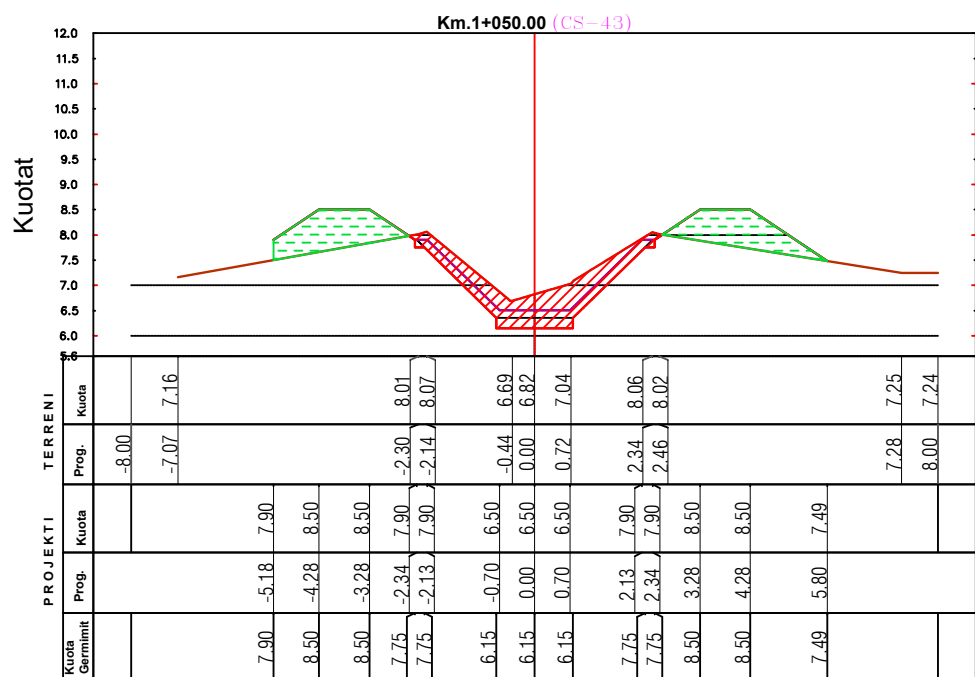 Km.1+050.00 (CS-43)
Kuotat
12.0
11.5
11.0
10.5
10.0
9.5
9.0
8.5
8.0
7.5
7.0
6.5
6.0
5.6
TERRENI
Kuota
7.16 8.01 8.07 6.69 6.82 7.04 8.06 8.02 7.25 7.24
Prog.
-8.00 -7.07 -2.30 -2.14 -0.44 0.00 0.72 2.34 2.46 7.28 8.00
PROJEKTI
Kuota
7.90 8.50 8.50 7.90 7.90 6.50 6.50 6.50 7.90 7.90 8.50 8.50 7.49
Prog.
-5.18 -4.28 -3.28 -2.34 -2.13 -0.70 0.00 0.70 2.13 2.34 3.28 4.28 5.80
Kuota
Germimit
7.90 8.50 8.50 7.75 7.75 6.15 6.15 6.15 7.75 7.75 8.50 8.50 7.49